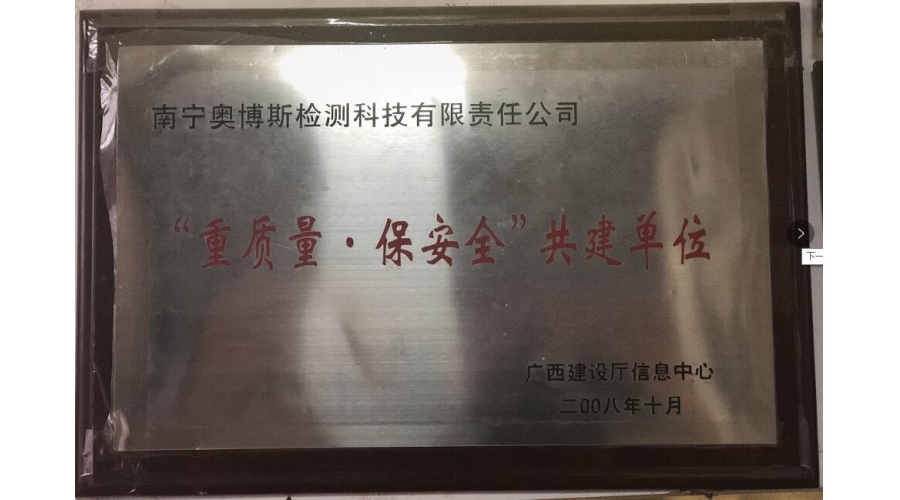 南宁奥博斯检测科技有限责任公司
“重质量·保安全”共建单位
广西建设厅信息中心
二00八年十月
下一